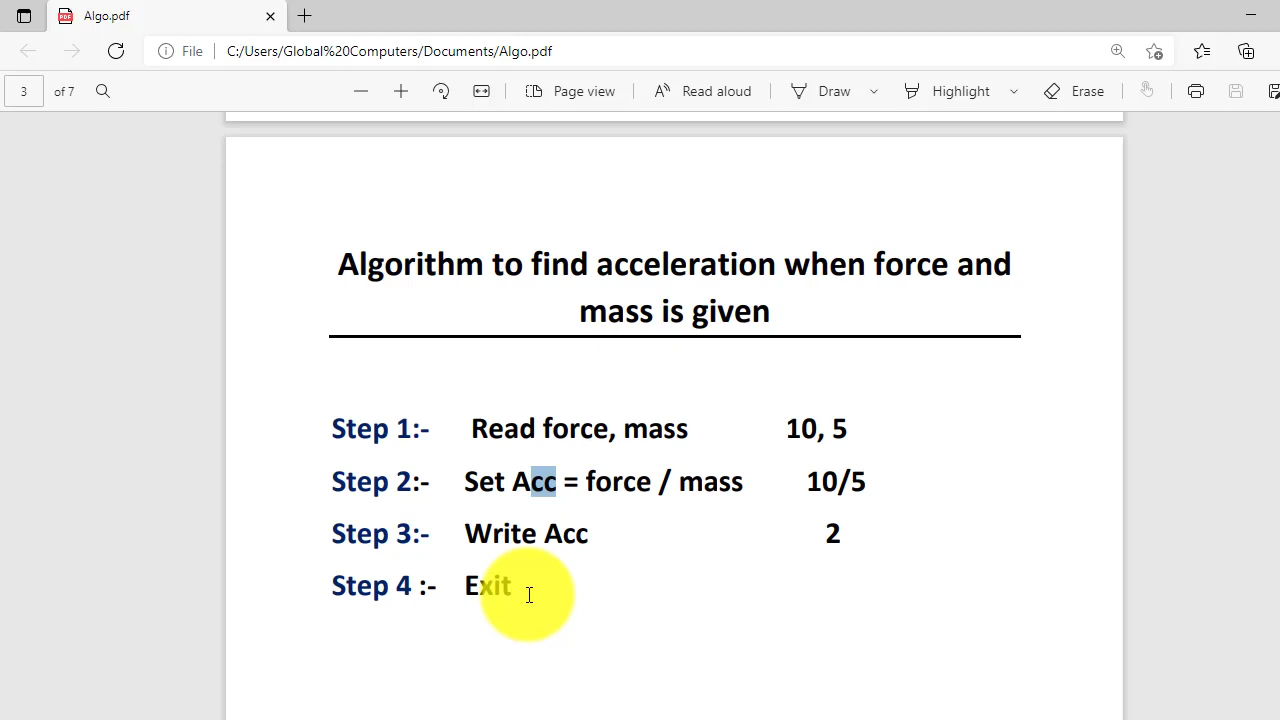 Algo.pdf
File C:/Users/Global%20Computers/Documents/Algo.pdf
3 of 7 Page view Read aloud Draw Highlight Erase
Algorithm to find acceleration when force and
mass is given
Step 1:- Read force, mass 10, 5
Step 2:- Set Acc = force / mass 10/5
Step 3:- Write Acc 2
Step 4 :- Exit